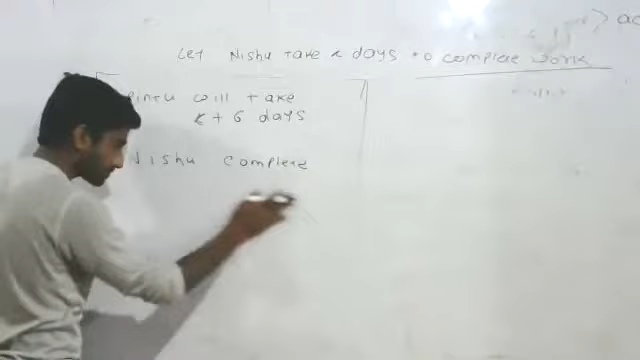 Let Nishu take x days to complete work
Pintu will take
x + 6 days
Nishu complete